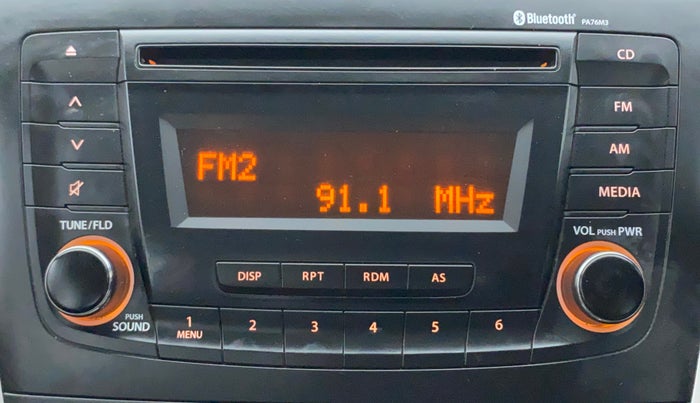 Bluetooth® PA76M3
CD
FM
AM
MEDIA
FM2
91.1 MHz
TUNE/FLD
VOL PUSH PWR
DISP RPT RDM AS
PUSH
SOUND
1 2 3 4 5 6
MENU